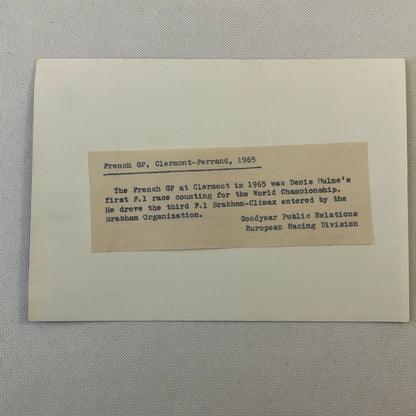 French GP, Clermont-Ferrand, 1965
The French GP at Clermont in 1965 was Denis Hulme's
first F.1 race counting for the World Championship.
He drove the third F.1 Brabham-Climax entered by the
Brabham Organization.
Goodyear Public Relations
European Racing Division